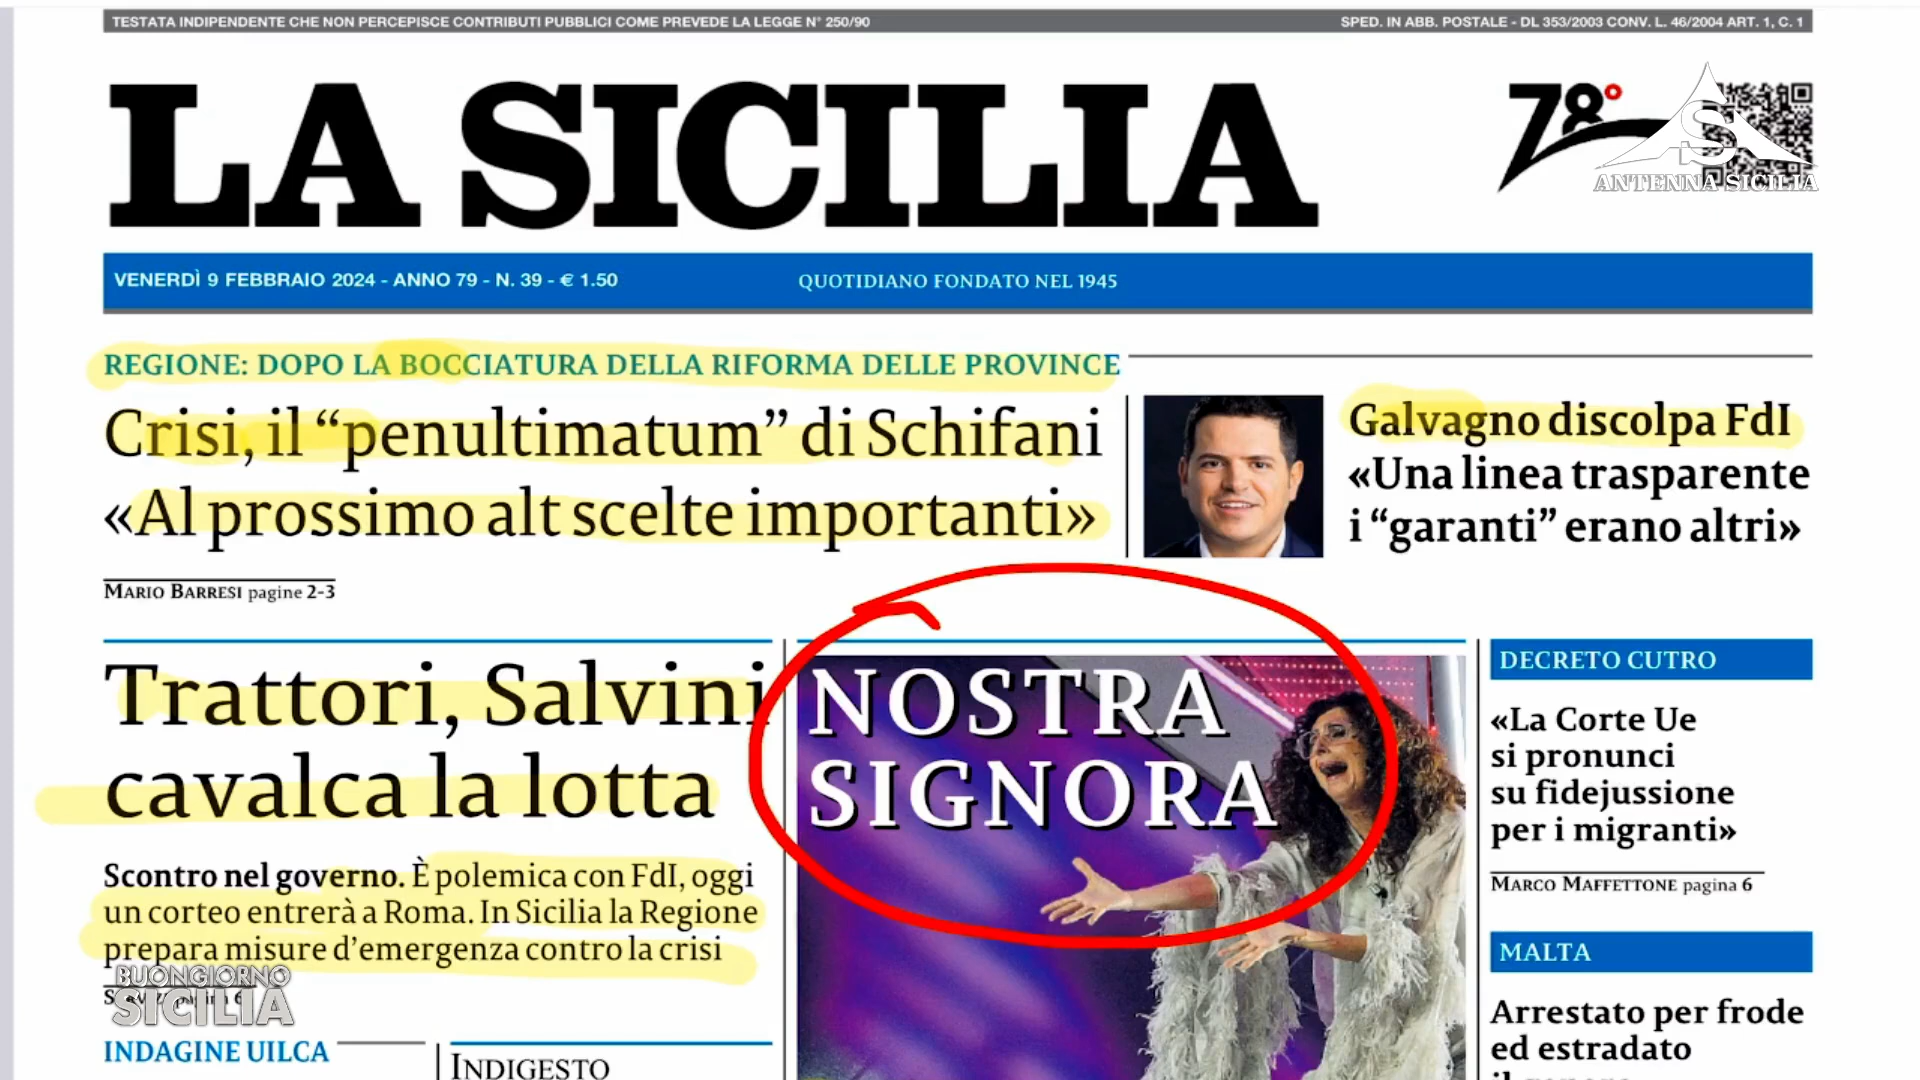 TESTATA INDIPENDENTE CHE NON PERCEPISCE CONTRIBUTI PUBBLICI COME PREVEDE LA LEGGE N° 250/90
SPED. IN ABB. POSTALE - DL 353/2003 CONV. L. 46/2004 ART. 1, C. 1
LA SICILIA
78°
S
ANTENNA SICILIA
VENERDÌ 9 FEBBRAIO 2024 - ANNO 79 - N. 39 - € 1.50
QUOTIDIANO FONDATO NEL 1945
REGIONE: DOPO LA BOCCIATURA DELLA RIFORMA DELLE PROVINCE
Crisi, il “penultimatum” di Schifani
«Al prossimo alt scelte importanti»
MARIO BARRESI pagine 2-3
Galvagno discolpa FdI
«Una linea trasparente
i “garanti” erano altri»
Trattori, Salvini
cavalca la lotta
Scontro nel governo. È polemica con FdI, oggi
un corteo entrerà a Roma. In Sicilia la Regione
prepara misure d’emergenza contro la crisi
BUONGIORNO
SICILIA
INDAGINE UILCA
INDIGESTO
NOSTRA
SIGNORA
DECRETO CUTRO
«La Corte Ue
si pronunci
su fidejussione
per i migranti»
MARCO MAFFETTONE pagina 6
MALTA
Arrestato per frode
ed estradato